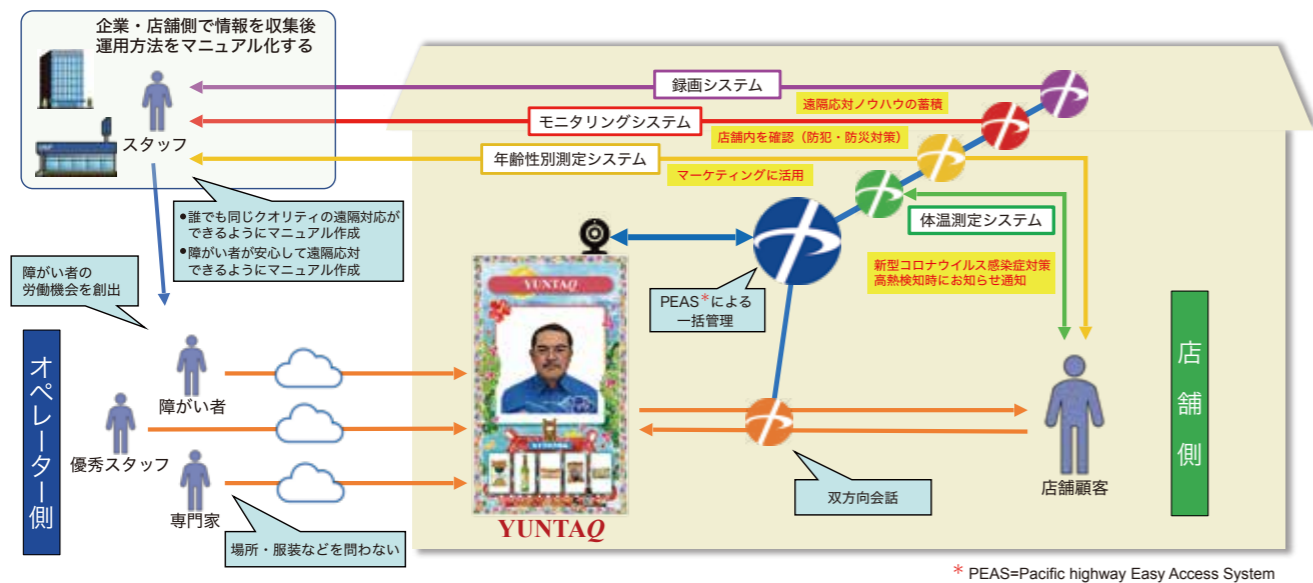 企業・店舗側で情報を収集後
運用方法をマニュアル化する
スタッフ
録画システム
遠隔応対ノウハウの蓄積
モニタリングシステム
店舗内を確認（防犯・防災対策）
年齢性別測定システム
マーケティングに活用
体温測定システム
新型コロナウイルス感染症対策
高熱検知時にお知らせ通知
●誰でも同じクオリティの遠隔対応が
できるようにマニュアル作成
●障がい者が安心して遠隔応対
できるようにマニュアル作成
障がい者の
労働機会を創出
PEAS*による
一括管理
YUNTAQ
オペレーター側
障がい者
優秀スタッフ
専門家
場所・服装などを問わない
YUNTAQ
双方向会話
店舗顧客
店舗側
* PEAS=Pacific highway Easy Access System